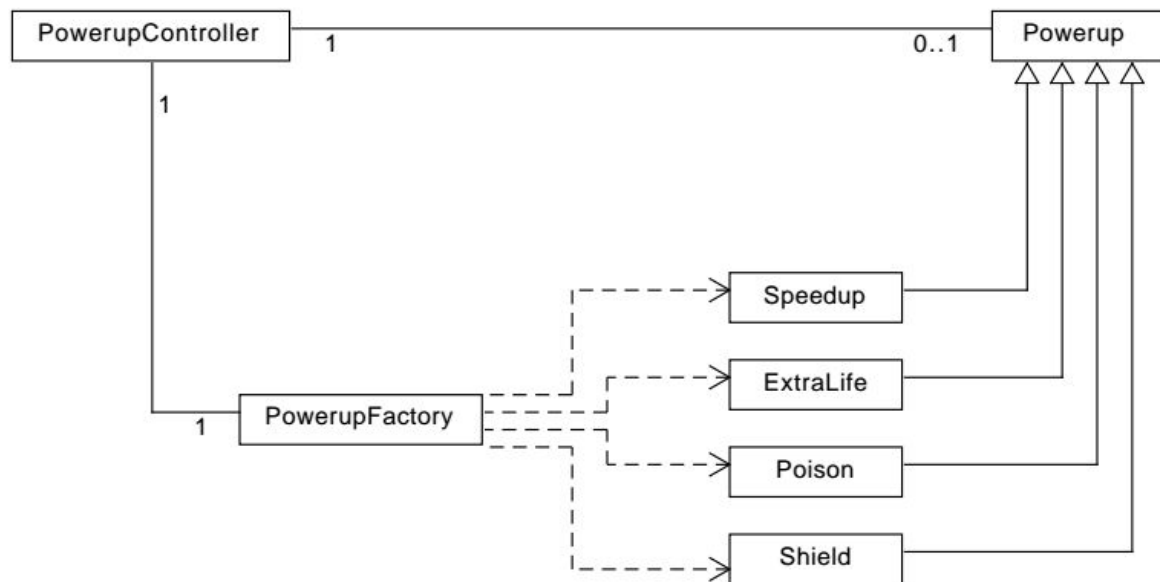 PowerupController
1
0..1
Powerup
1
Speedup
ExtraLife
1
PowerupFactory
Poison
Shield